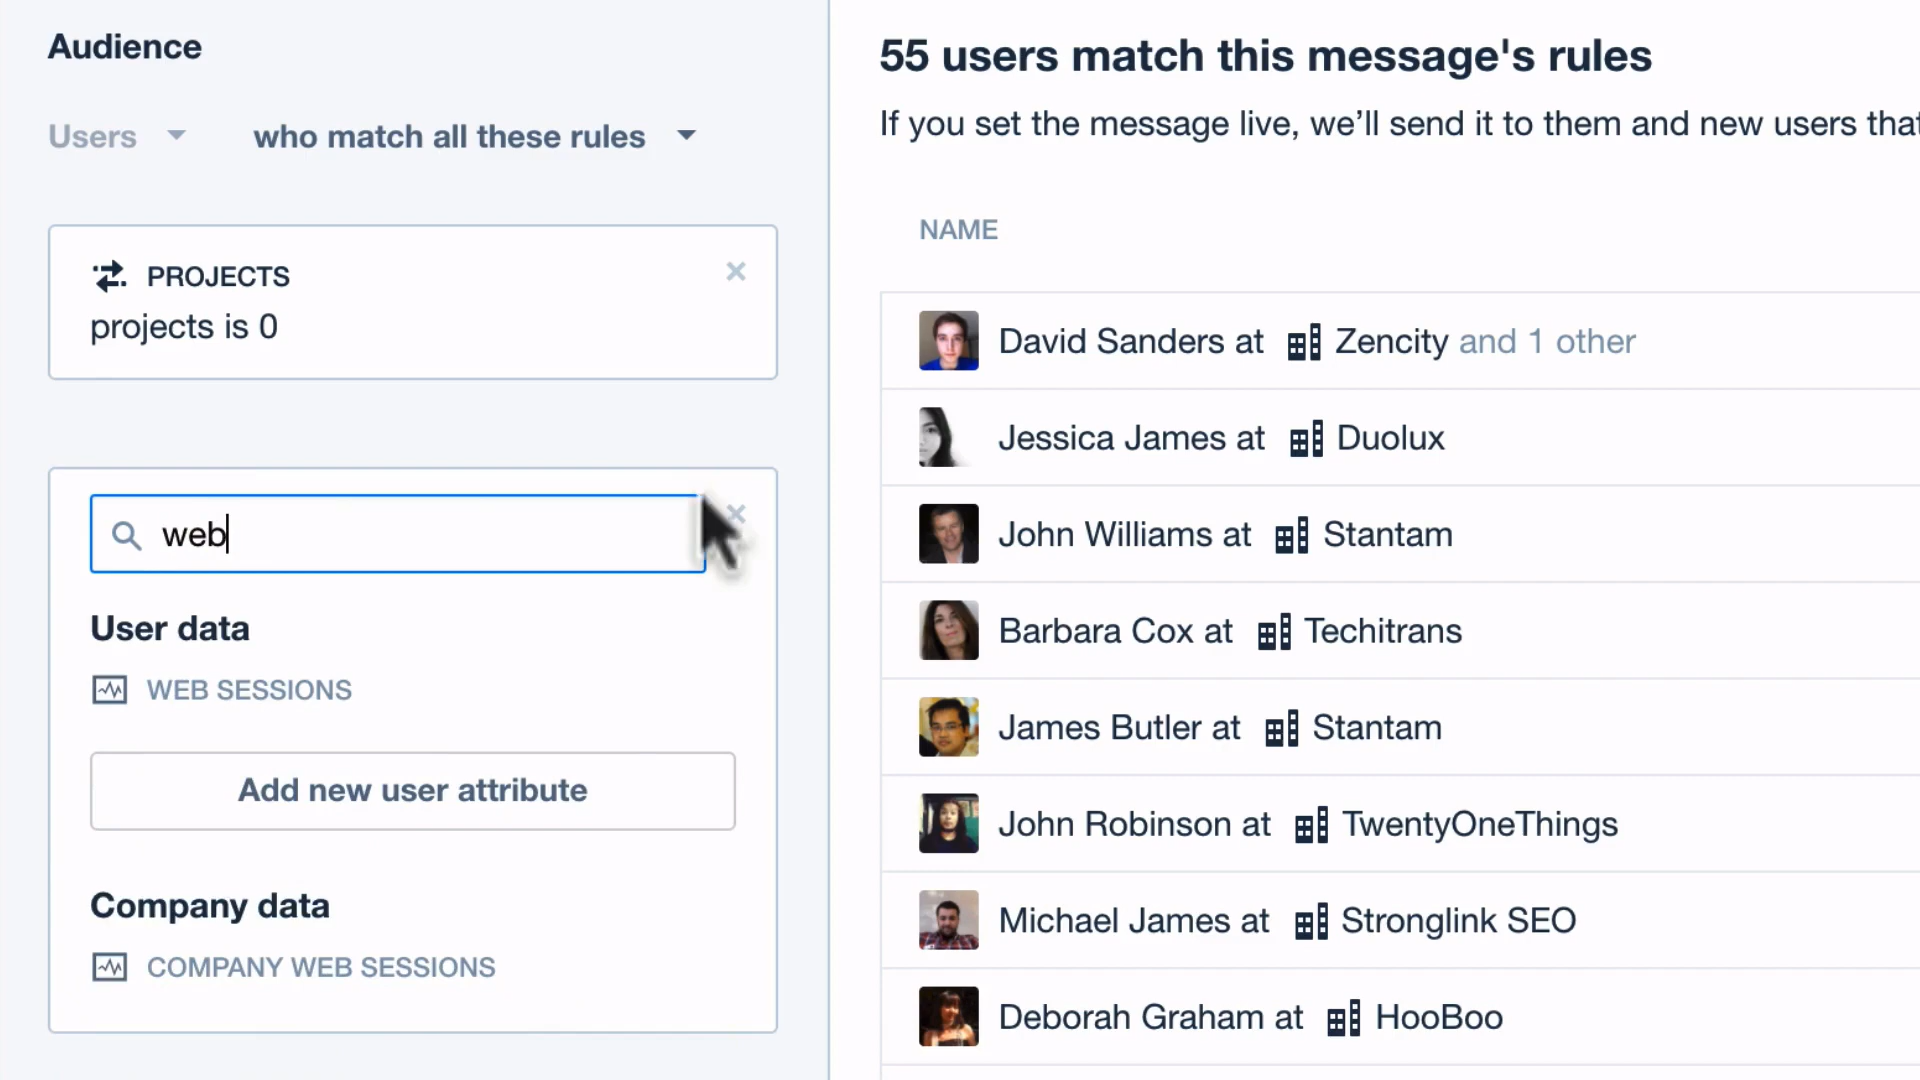 Audience
Users who match all these rules
PROJECTS
projects is 0
web
User data
WEB SESSIONS
Add new user attribute
Company data
COMPANY WEB SESSIONS
55 users match this message's rules
If you set the message live, we’ll send it to them and new users that
NAME
David Sanders at Zencity and 1 other
Jessica James at Duolux
John Williams at Stantam
Barbara Cox at Techitrans
James Butler at Stantam
John Robinson at TwentyOneThings
Michael James at Stronglink SEO
Deborah Graham at HooBoo